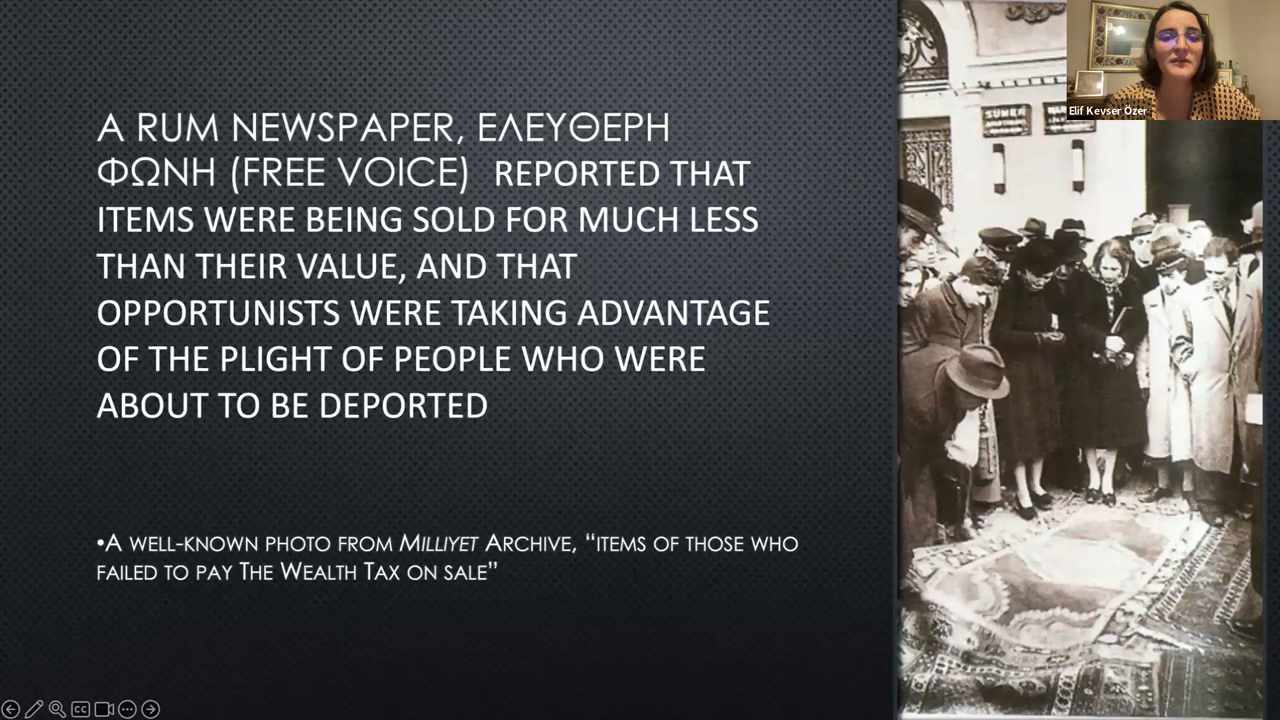 A RUM NEWSPAPER, ΕΛΕΥΘΕΡΗ
ΦΩΝΗ (FREE VOICE) REPORTED THAT
ITEMS WERE BEING SOLD FOR MUCH LESS
THAN THEIR VALUE, AND THAT
OPPORTUNISTS WERE TAKING ADVANTAGE
OF THE PLIGHT OF PEOPLE WHO WERE
ABOUT TO BE DEPORTED
•A WELL-KNOWN PHOTO FROM MILLIYET ARCHIVE, “ITEMS OF THOSE WHO
FAILED TO PAY THE WEALTH TAX ON SALE”
Elif Kevser Özer
CC